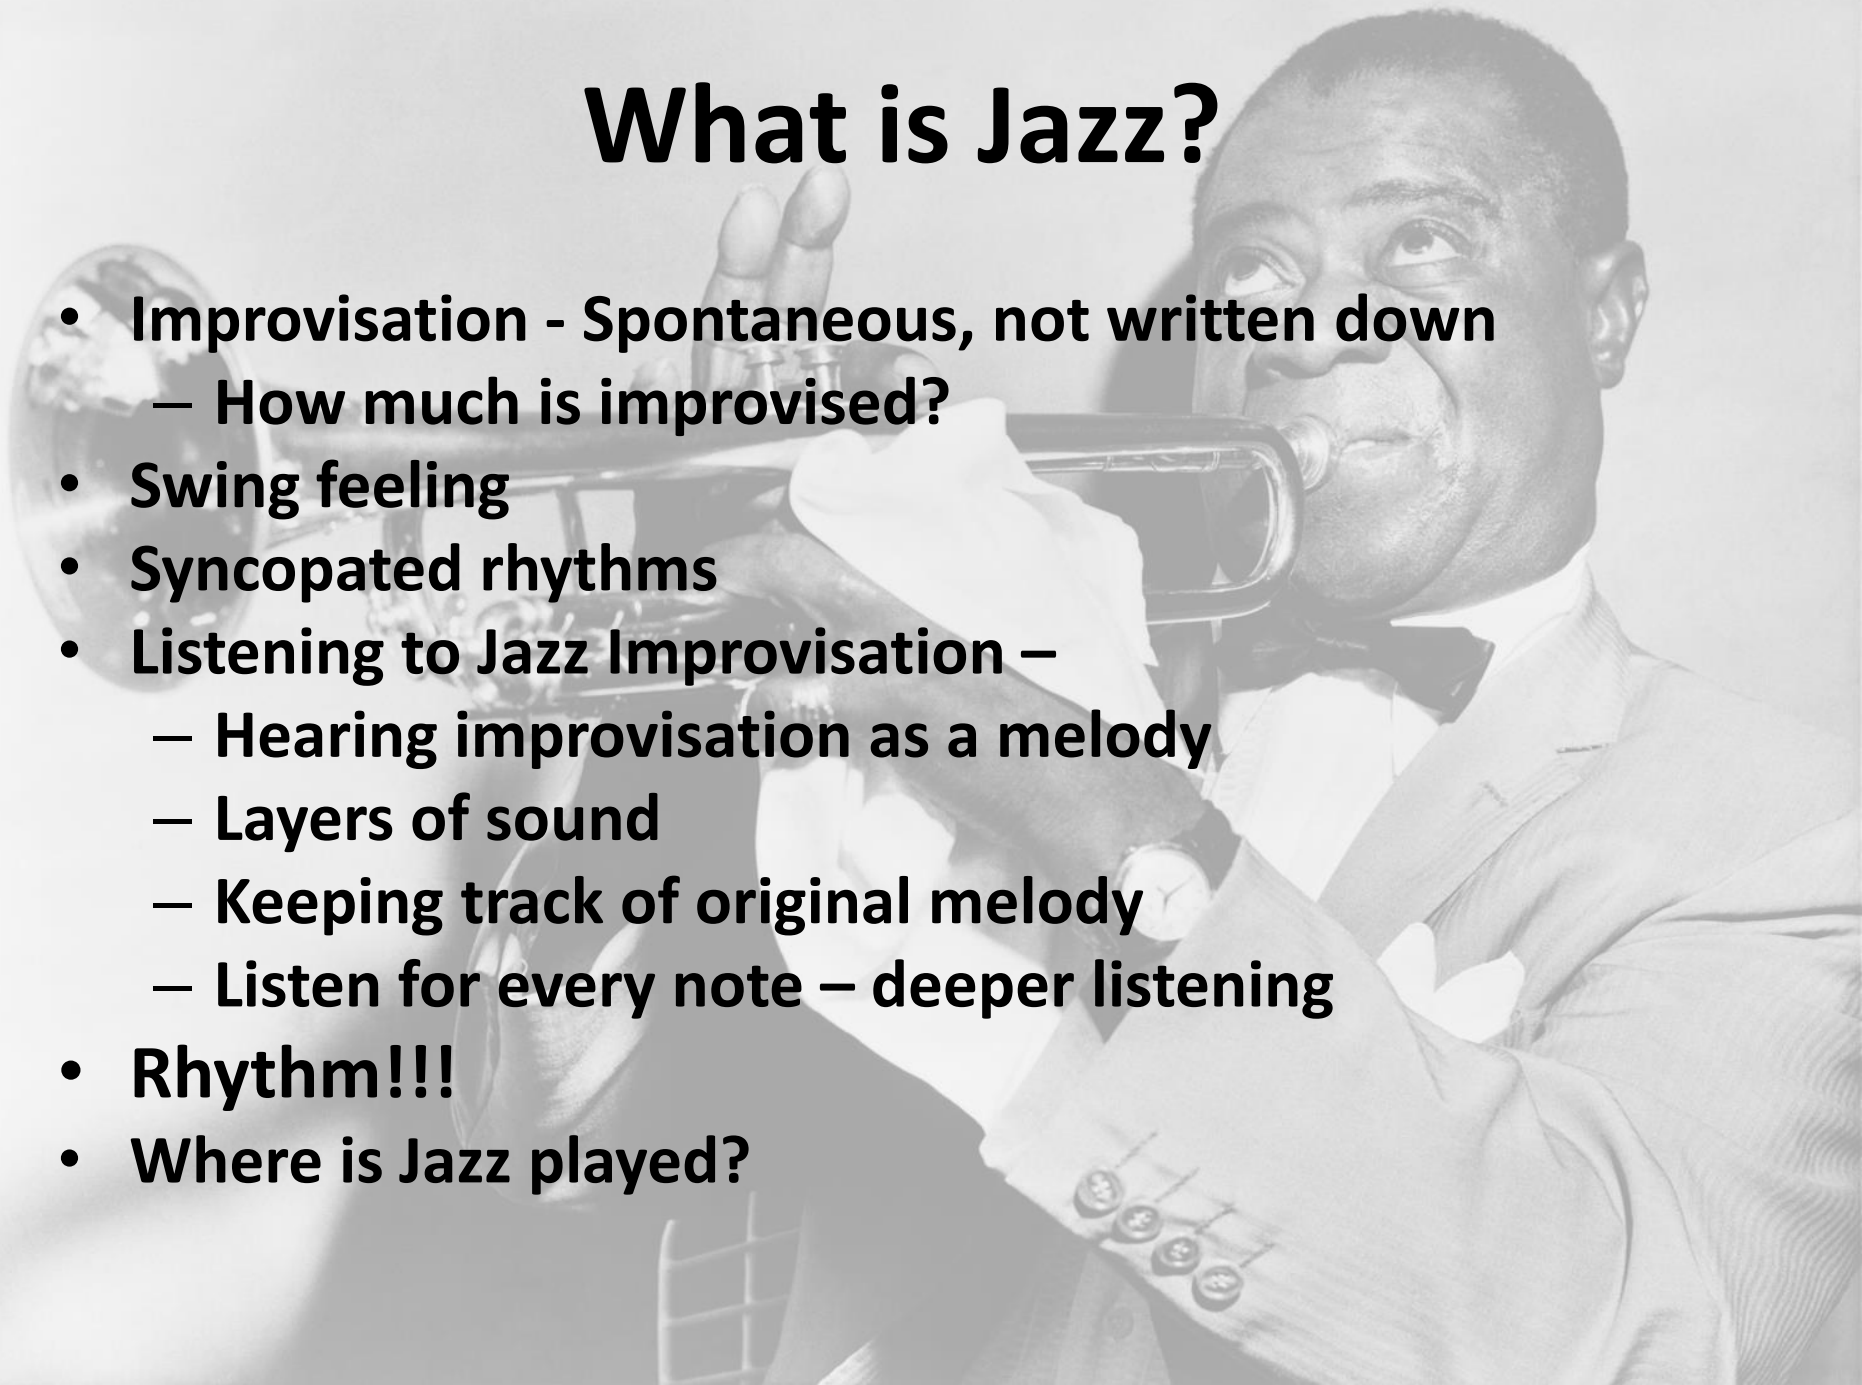 What is Jazz?
• Improvisation - Spontaneous, not written down
– How much is improvised?
• Swing feeling
• Syncopated rhythms
• Listening to Jazz Improvisation –
– Hearing improvisation as a melody
– Layers of sound
– Keeping track of original melody
– Listen for every note – deeper listening
• Rhythm!!!
• Where is Jazz played?